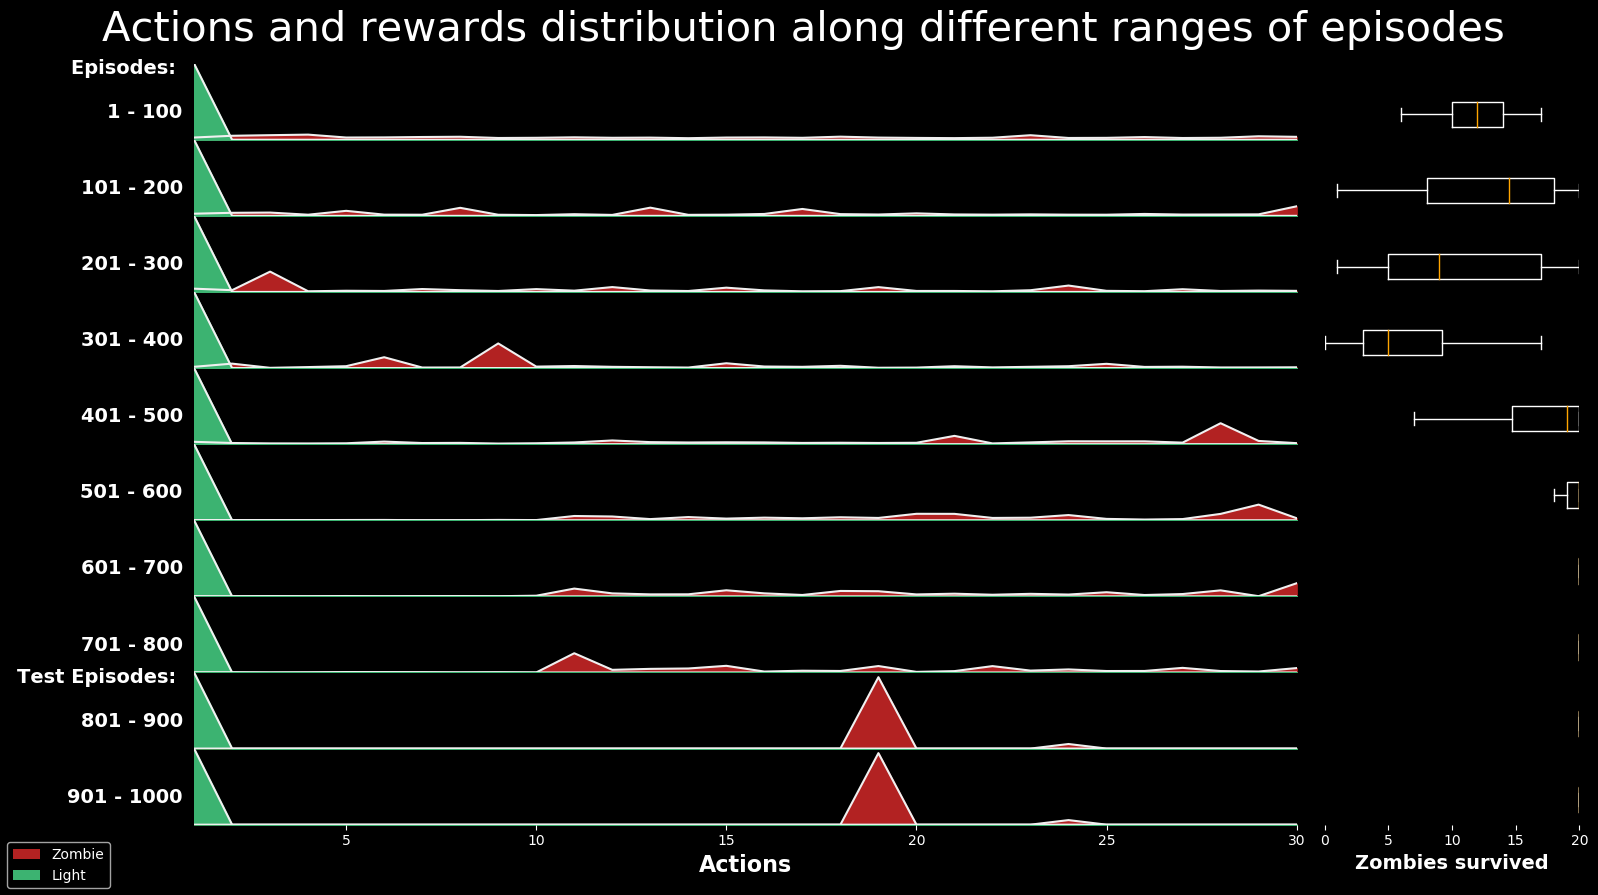 Actions and rewards distribution along different ranges of episodes
Episodes:
1 - 100
101 - 200
201 - 300
301 - 400
401 - 500
501 - 600
601 - 700
701 - 800
Test Episodes:
801 - 900
901 - 1000
5 10 15 20 25 30
Actions
0 5 10 15 20
Zombies survived
Zombie
Light